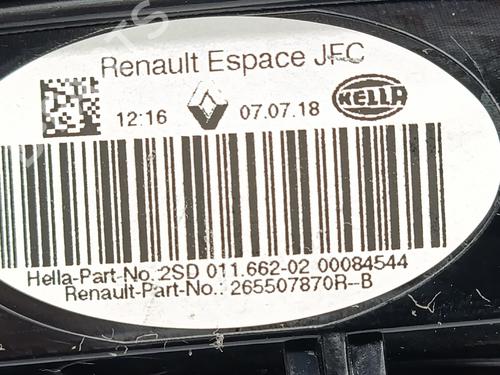 Renault Espace JFC
12:16 07.07.18 HELLA
Hella-Part-No.:2SD 011.662-02 00084544
Renault-Part-No.: 265507870R--B